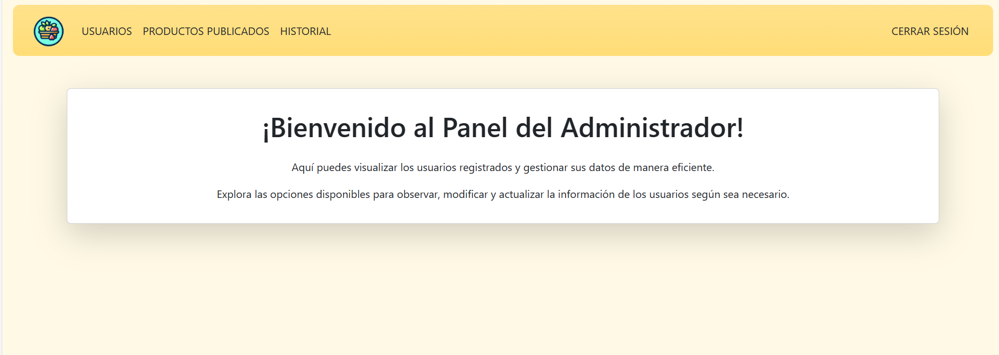 USUARIOS PRODUCTOS PUBLICADOS HISTORIAL CERRAR SESIÓN
¡Bienvenido al Panel del Administrador!
Aquí puedes visualizar los usuarios registrados y gestionar sus datos de manera eficiente.
Explora las opciones disponibles para observar, modificar y actualizar la información de los usuarios según sea necesario.